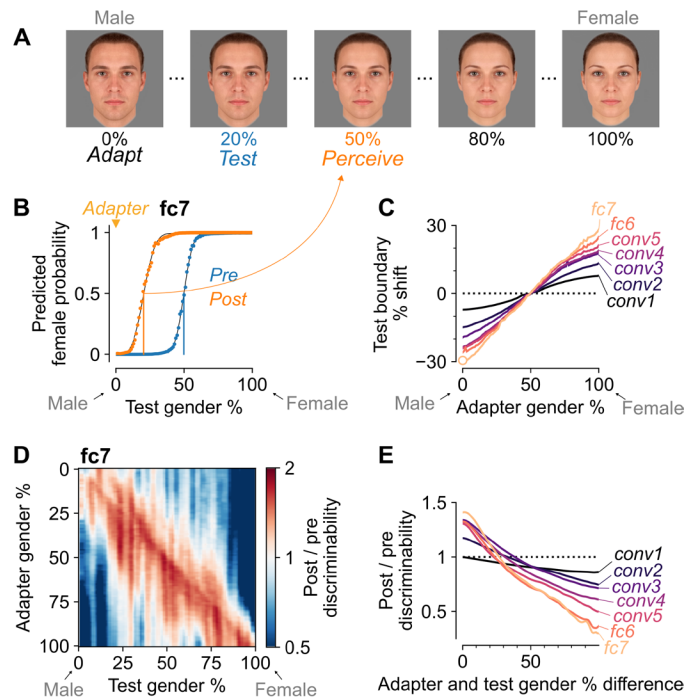 Male
Female
A
...
...
...
...
0%
20%
50%
80%
100%
Adapt
Test
Perceive
B
Adapter
fc7
1
0.5
0
Predicted
female probability
Pre
Post
0
50
100
Male
Test gender %
Female
C
30
0
−30
Test boundary
% shift
fc7
fc6
conv5
conv4
conv3
conv2
conv1
0
50
100
Male
Adapter gender %
Female
D
fc7
0
25
50
75
100
Adapter gender %
0
25
50
75
100
Male
Test gender %
Female
2
1
0.5
Post / pre
discriminability
E
1.5
1
0.5
Post / pre
discriminability
conv1
conv2
conv3
conv4
conv5
fc6
fc7
0
50
Adapter and test gender % difference